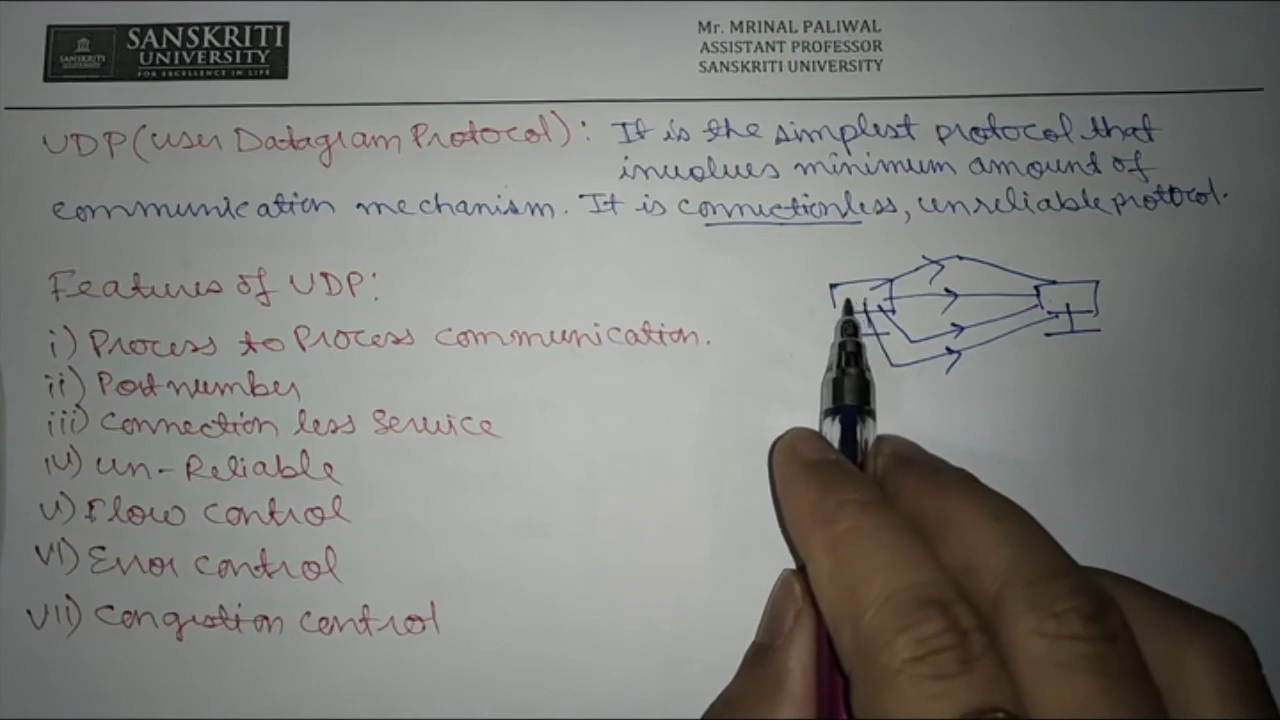 SANSKRITI
UNIVERSITY
FOR EXCELLENCE IN LIFE
SANSKRITI
Mr. MRINAL PALIWAL
ASSISTANT PROFESSOR
SANSKRITI UNIVERSITY
UDP (User Datagram Protocol): It is the simplest protocol that
involves minimum amount of
communication mechanism. It is connectionless, unreliable protocol.
Features of UDP:
i) Process to Process communication.
ii) Port number
iii) Connection less Service
iv) Un-Reliable
v) Flow control
vi) Error control
vii) Congestion control